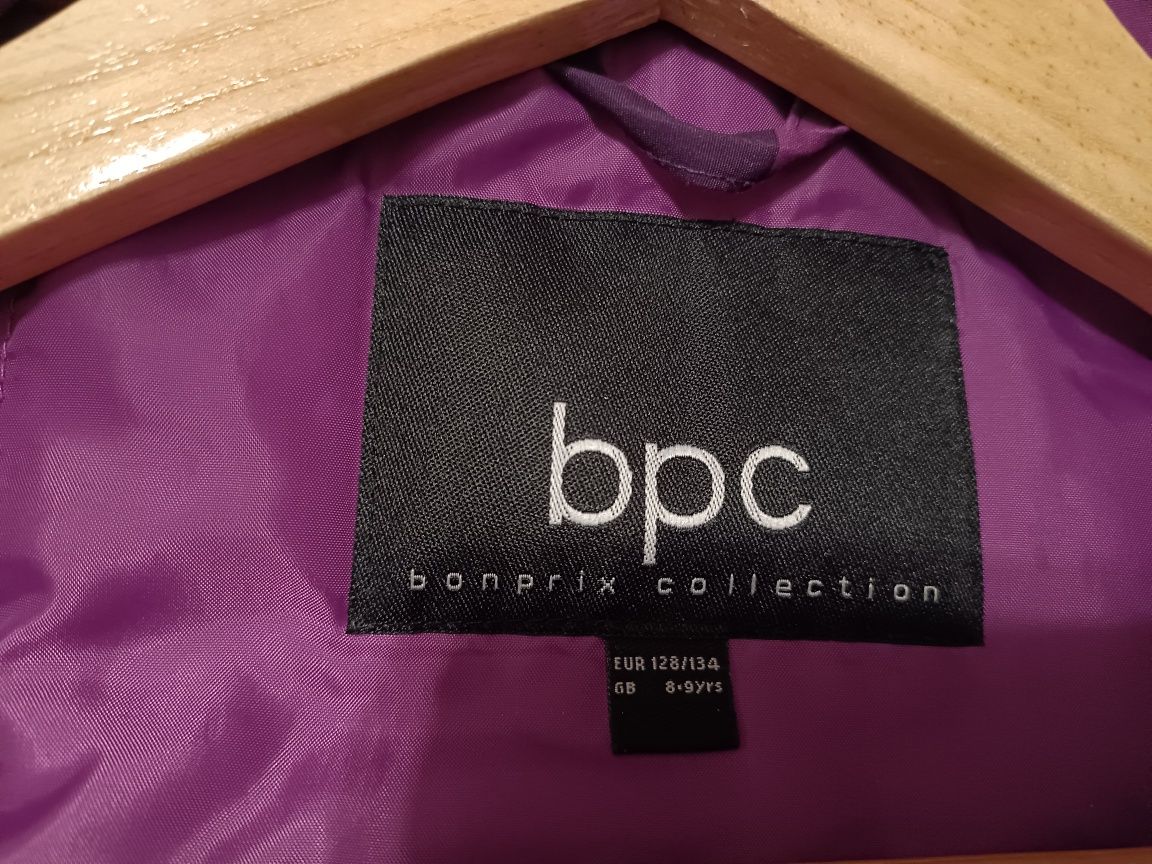 bpc
bonprix collection
EUR 128/134
GB 8-9yrs